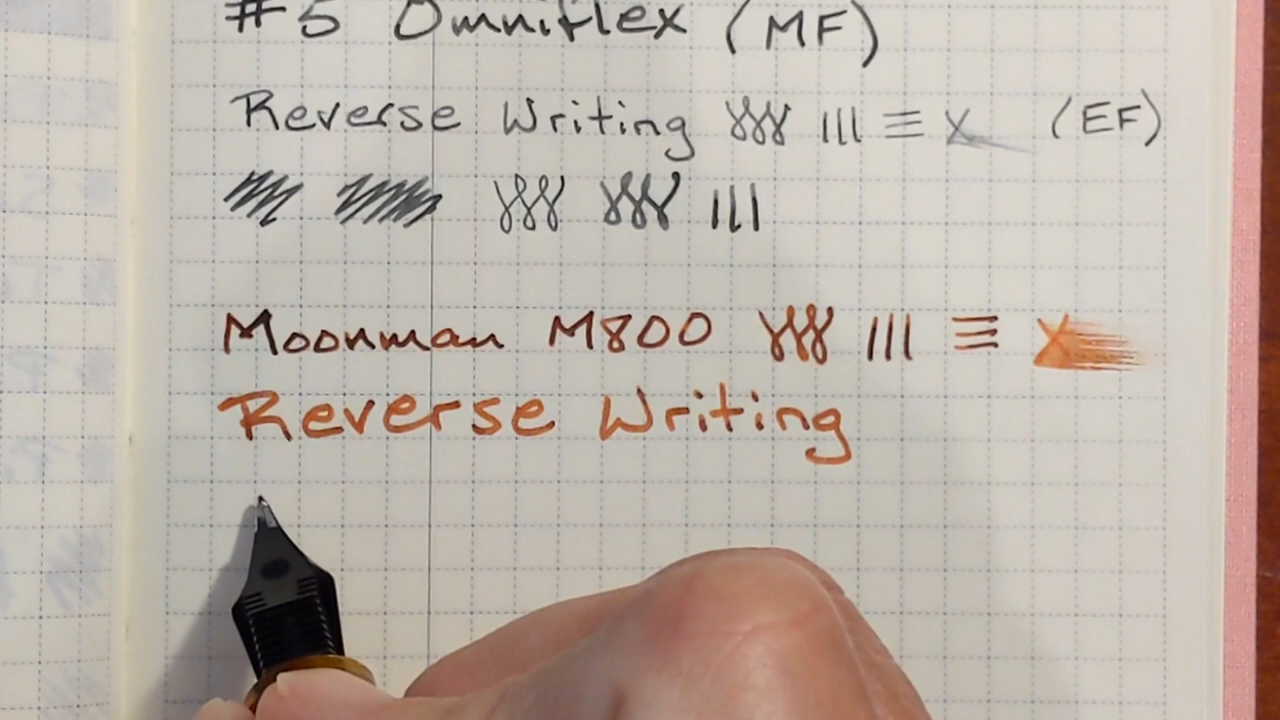 #5 Omniflex (MF)
Reverse Writing ||| ≡ X (EF)
|||
Moonman M800 ||| ≡ X
Reverse Writing